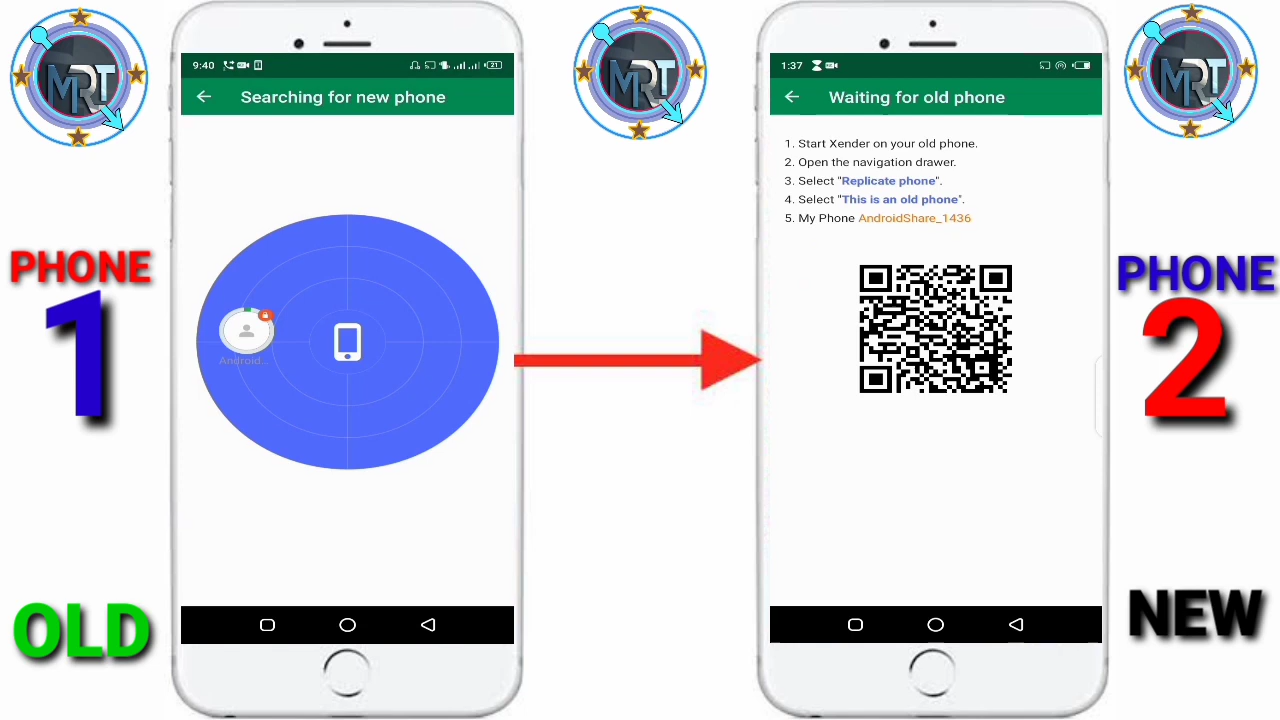 MRT
MRT
MRT
PHONE
1
OLD
9:40
21
Searching for new phone
Android...
1:37
Waiting for old phone
1. Start Xender on your old phone.
2. Open the navigation drawer.
3. Select "Replicate phone".
4. Select "This is an old phone".
5. My Phone AndroidShare_1436
PHONE
2
NEW